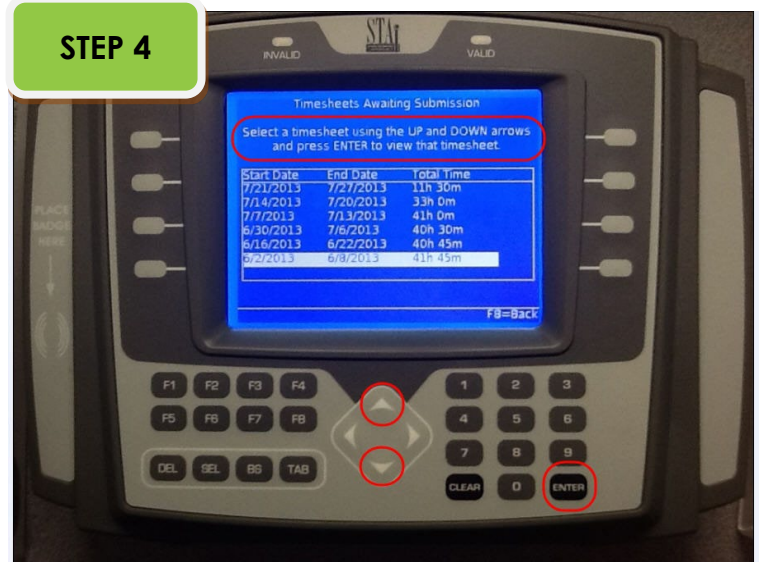 STEP 4
INVALID
VALID
Timesheets Awaiting Submission
Select a timesheet using the UP and DOWN arrows
and press ENTER to view that timesheet.
Start Date End Date Total Time
7/21/2013 7/27/2013 11h 30m
7/14/2013 7/20/2013 33h 0m
7/7/2013 7/13/2013 41h 0m
6/30/2013 7/6/2013 40h 30m
6/16/2013 6/22/2013 40h 45m
6/2/2013 6/8/2013 41h 45m
F8=Back
PLACE
BADGE
HERE
F1 F2 F3 F4
F5 F6 F7 F8
DEL SEL BS TAB
1 2 3
4 5 6
7 8 9
CLEAR 0 ENTER